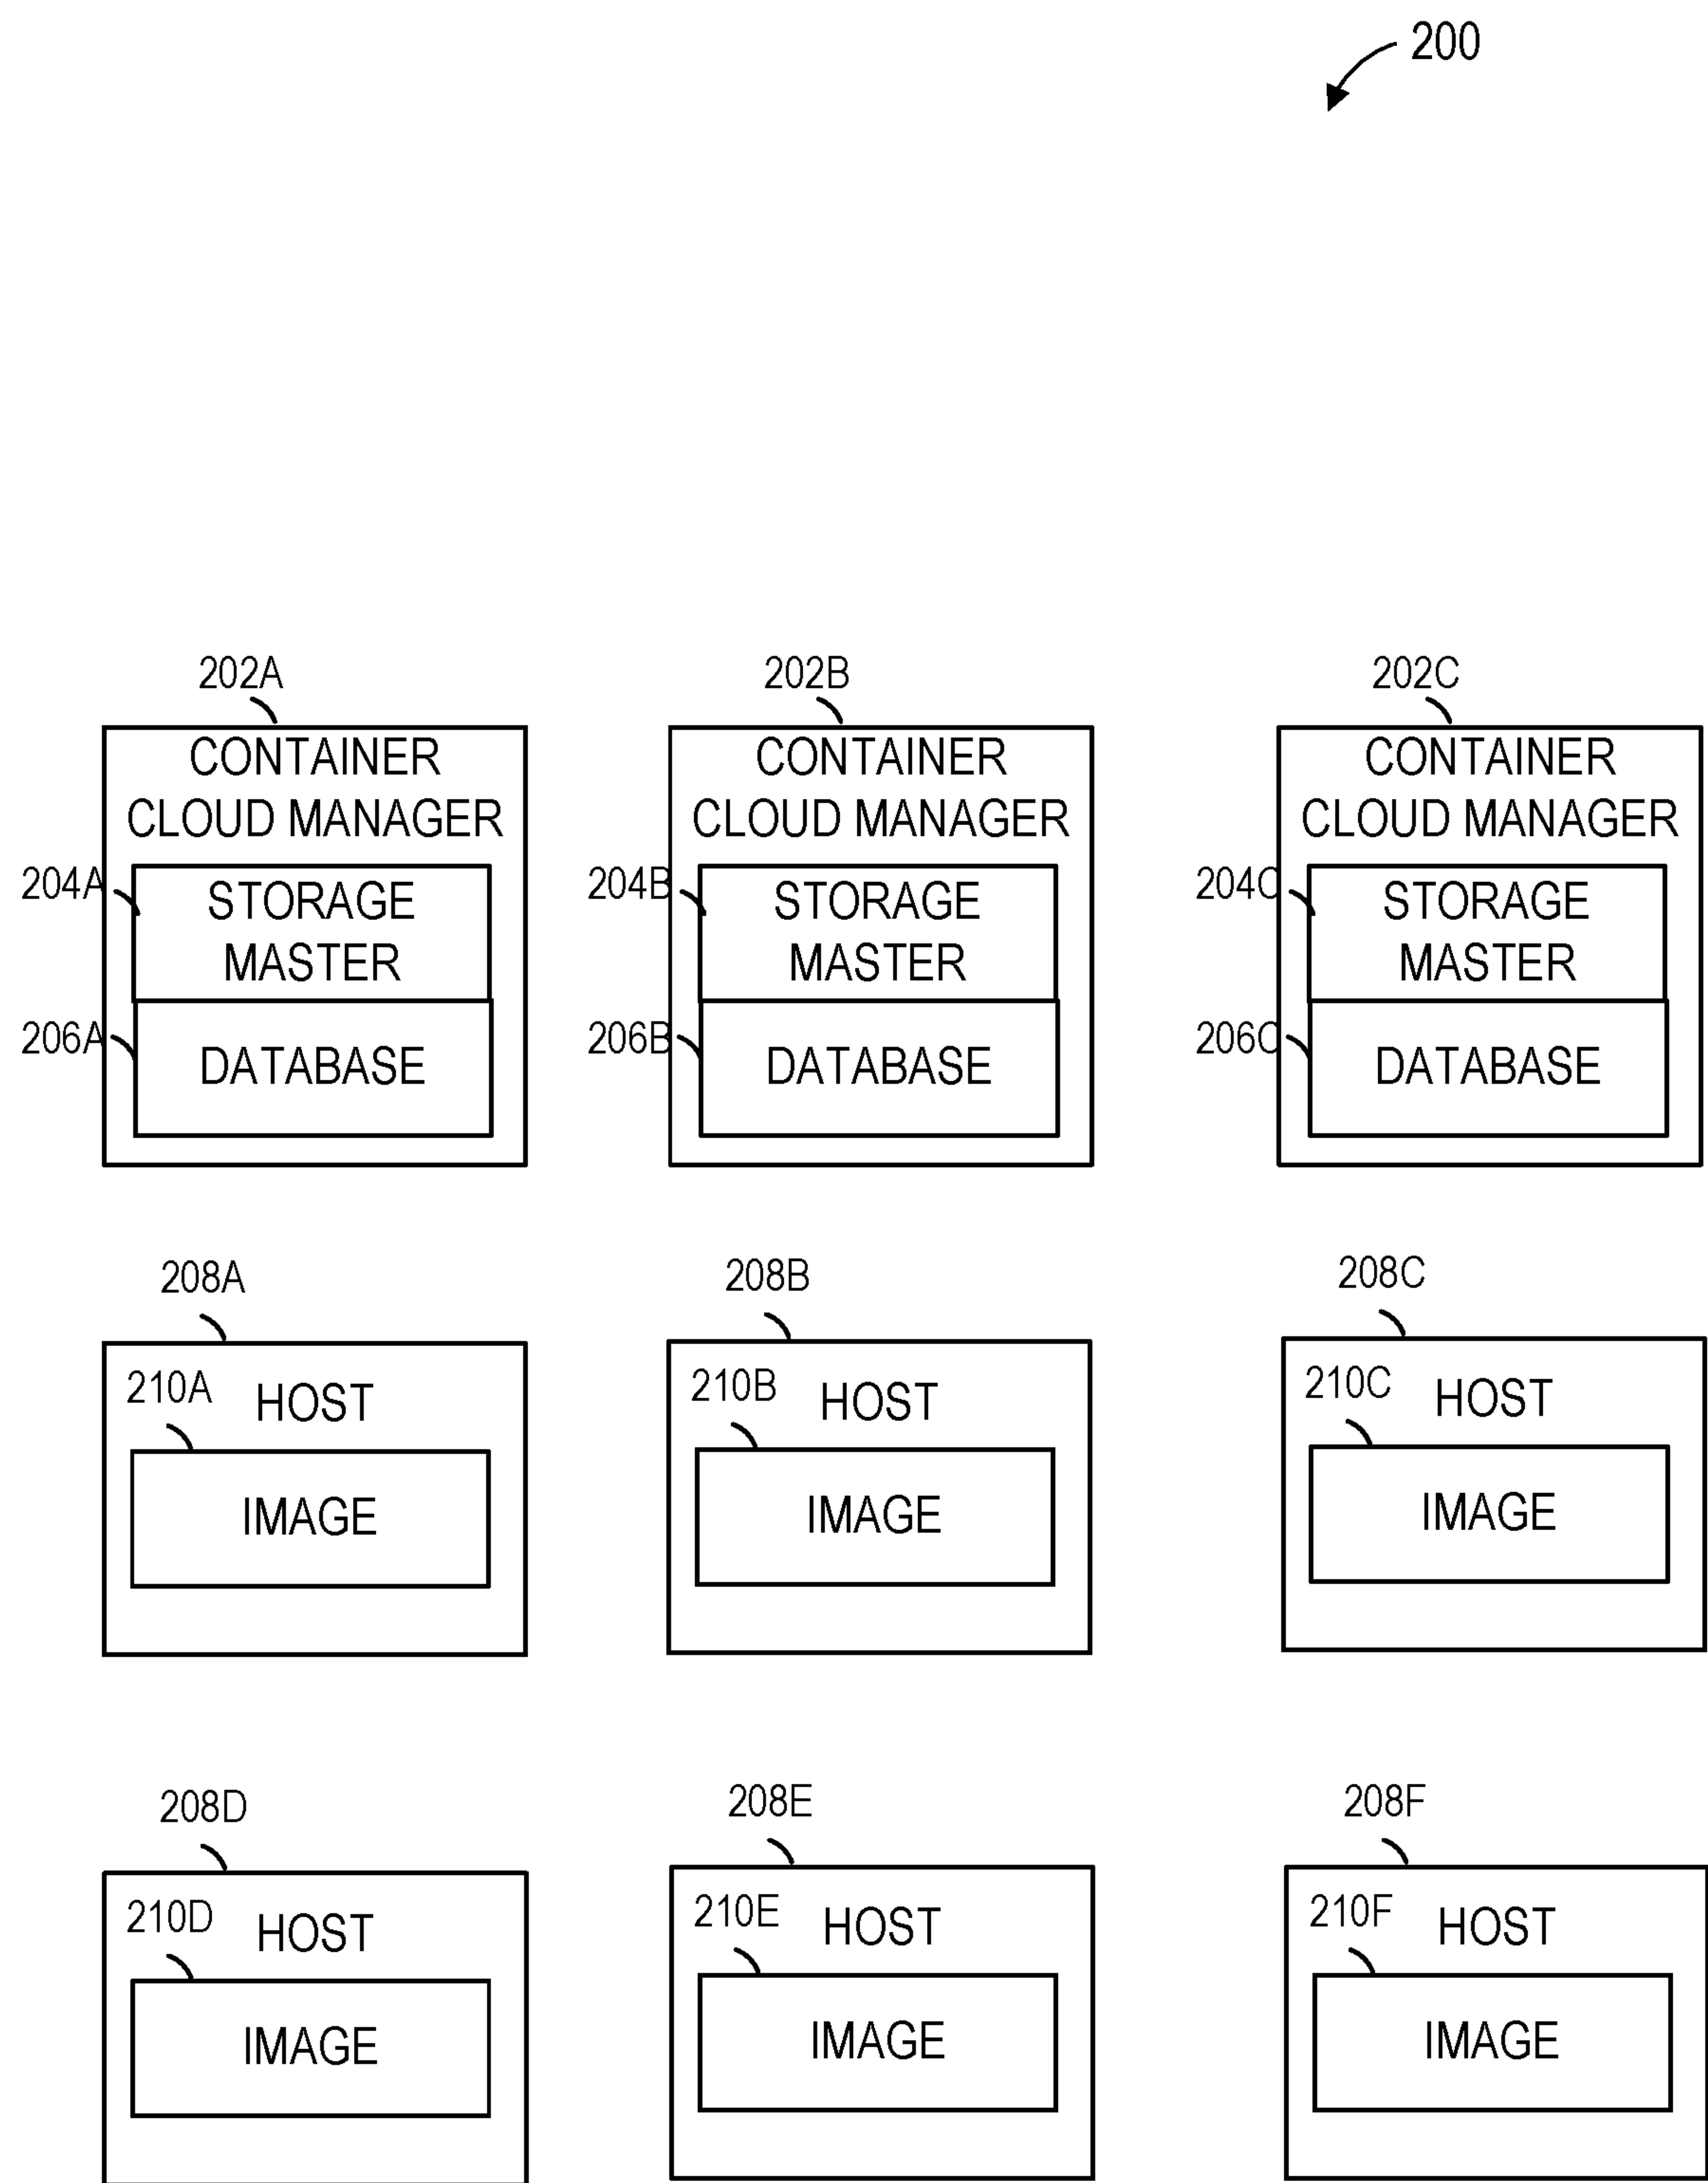 200
202A
202B
202C
CONTAINER
CLOUD MANAGER
CONTAINER
CLOUD MANAGER
CONTAINER
CLOUD MANAGER
204A
STORAGE
MASTER
204B
STORAGE
MASTER
204C
STORAGE
MASTER
206A
DATABASE
206B
DATABASE
206C
DATABASE
208A
208B
208C
210A
HOST
IMAGE
210B
HOST
IMAGE
210C
HOST
IMAGE
208D
208E
208F
210D
HOST
IMAGE
210E
HOST
IMAGE
210F
HOST
IMAGE